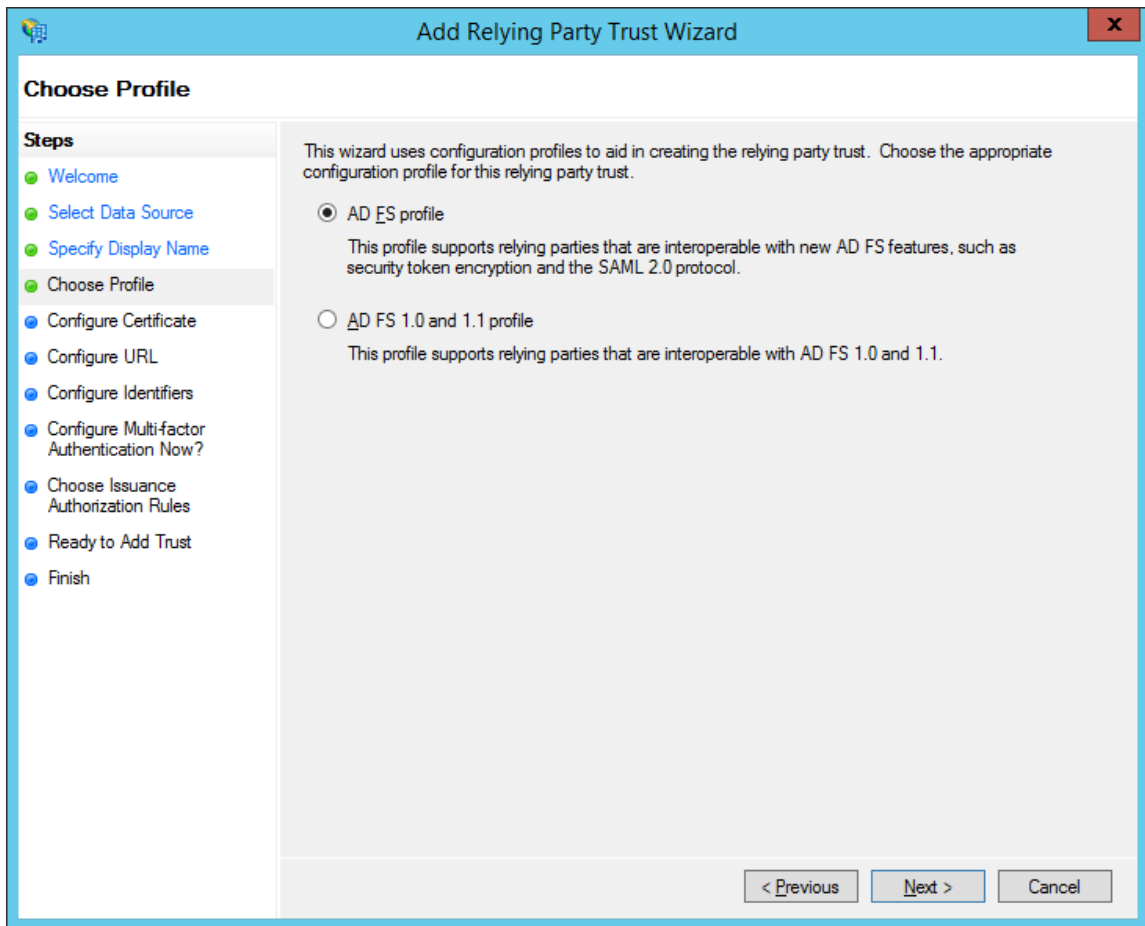 Add Relying Party Trust Wizard
x
Choose Profile
Steps
Welcome
Select Data Source
Specify Display Name
Choose Profile
Configure Certificate
Configure URL
Configure Identifiers
Configure Multi-factor
Authentication Now?
Choose Issuance
Authorization Rules
Ready to Add Trust
Finish
This wizard uses configuration profiles to aid in creating the relying party trust.  Choose the appropriate
configuration profile for this relying party trust.
AD FS profile
This profile supports relying parties that are interoperable with new AD FS features, such as
security token encryption and the SAML 2.0 protocol.
AD FS 1.0 and 1.1 profile
This profile supports relying parties that are interoperable with AD FS 1.0 and 1.1.
< Previous
Next >
Cancel